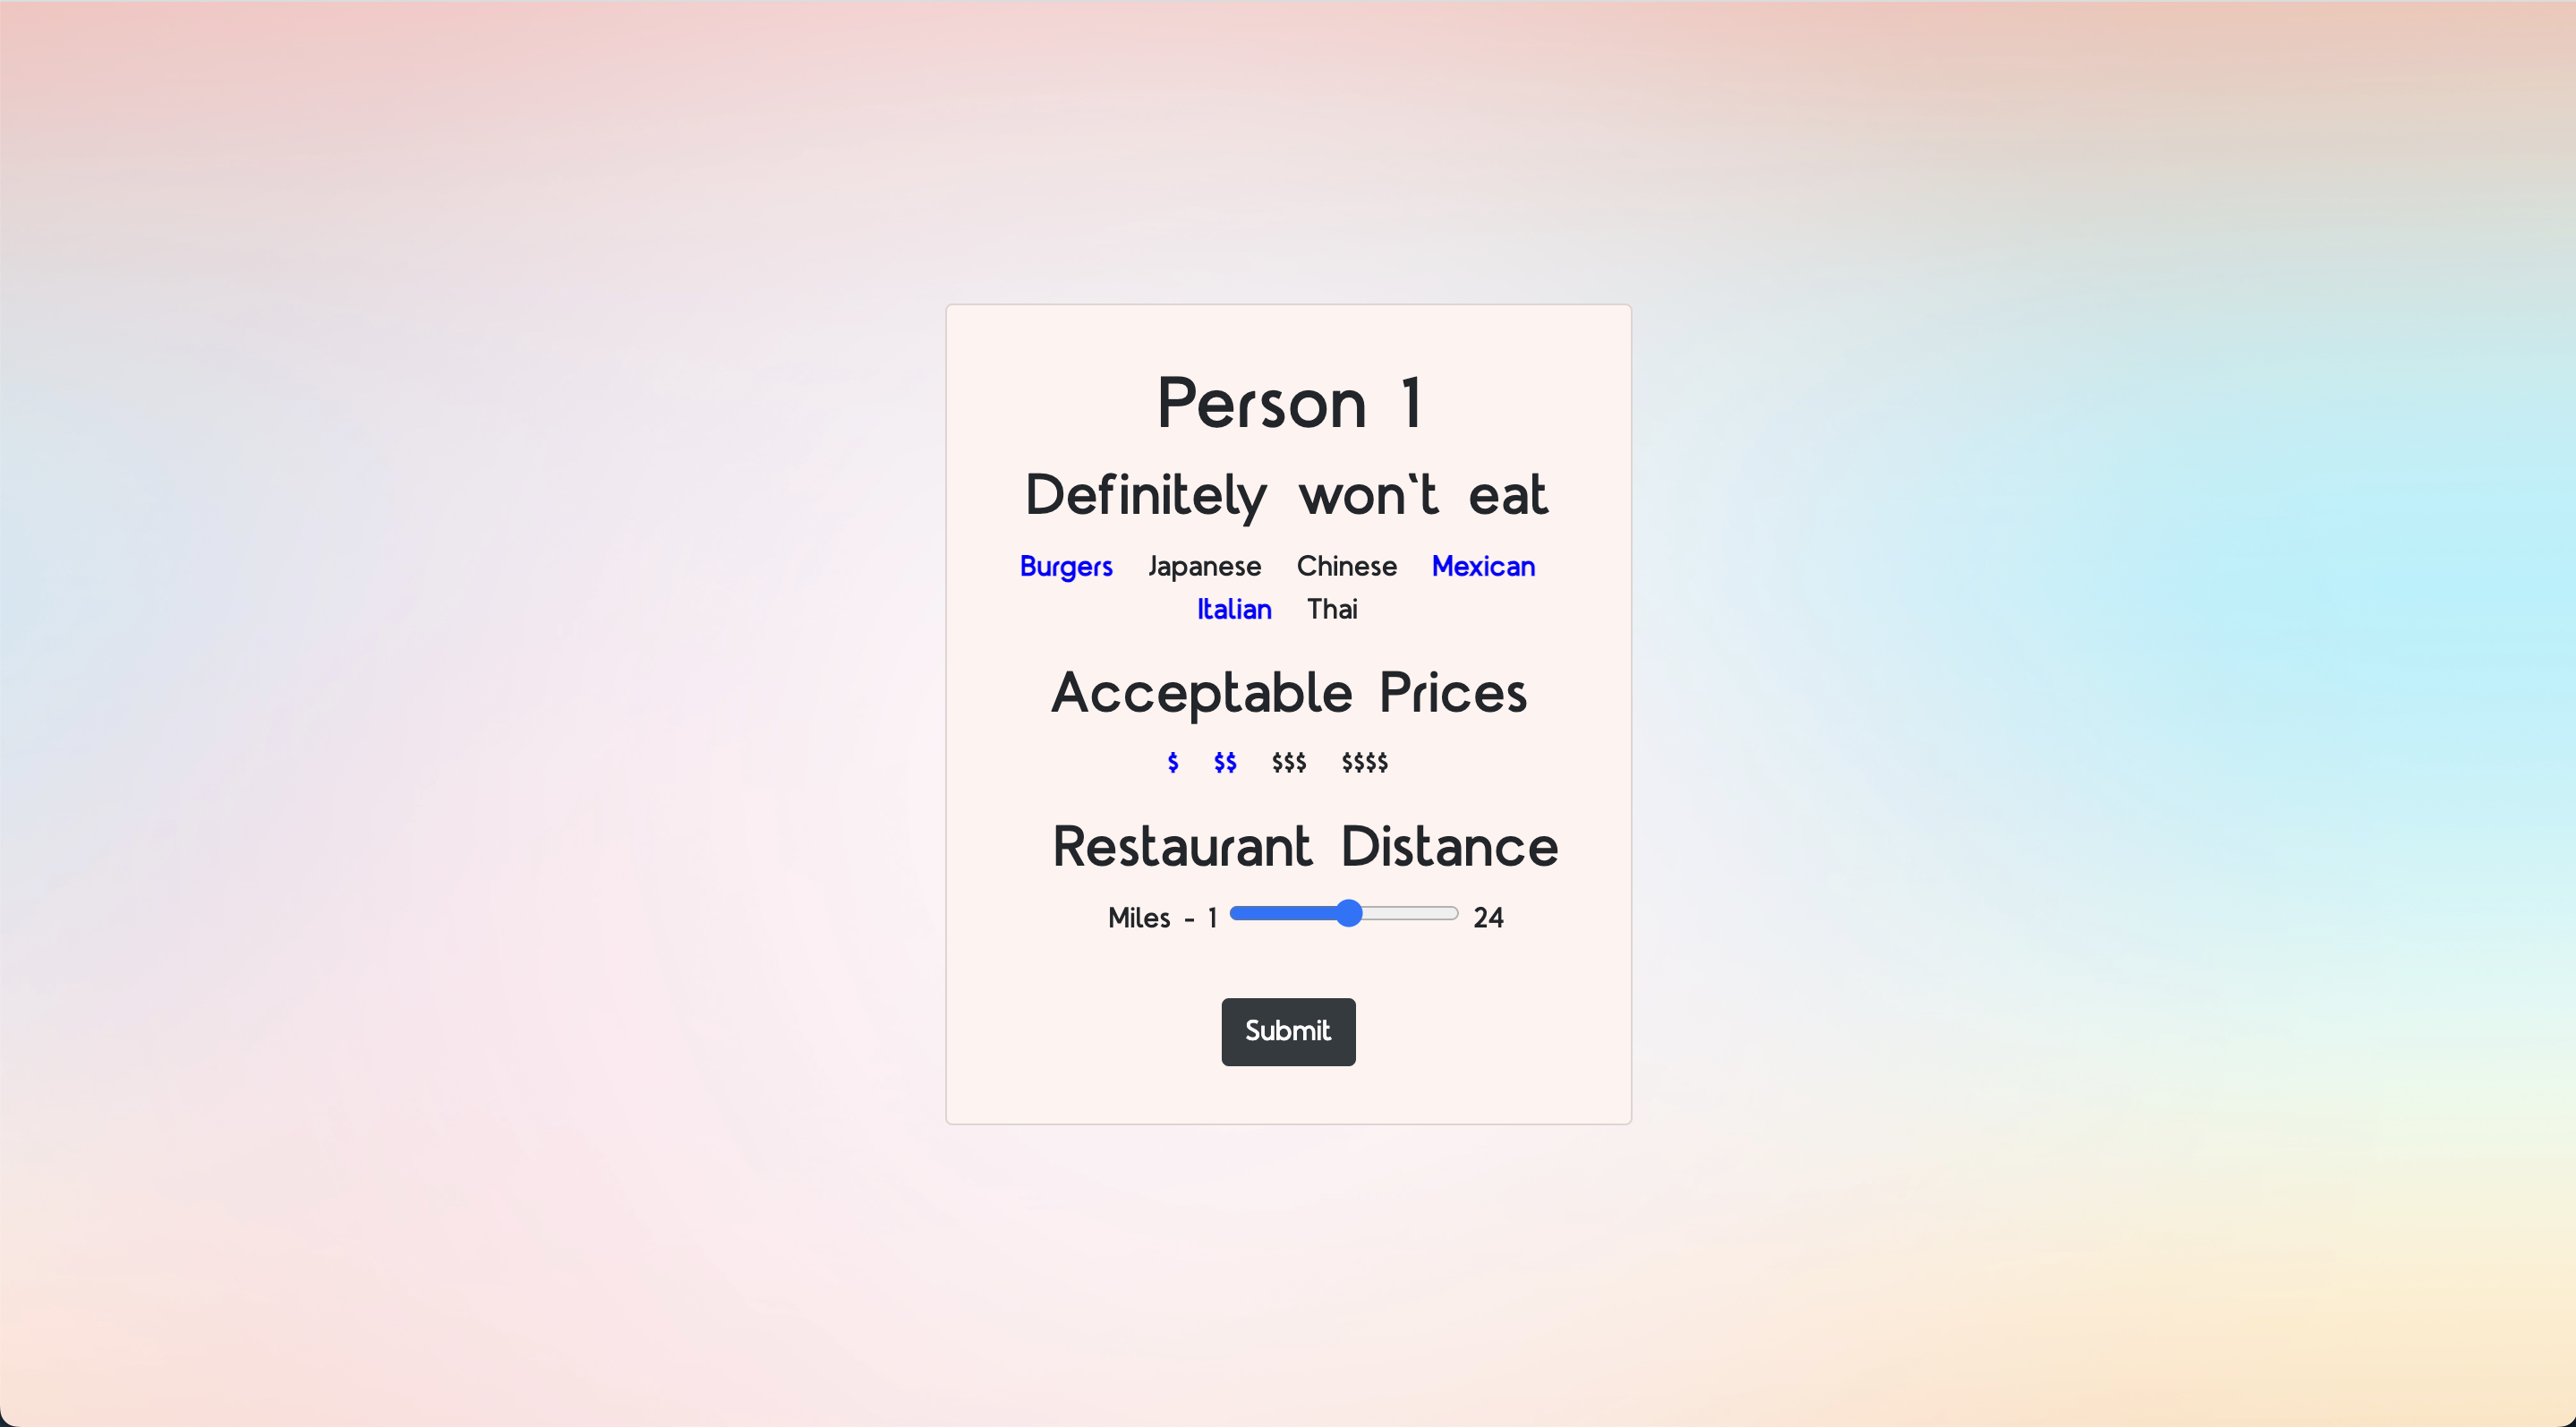 Person 1
Definitely won`t eat
Burgers Japanese Chinese Mexican
Italian Thai
Acceptable Prices
$ $$ $$$ $$$$
Restaurant Distance
Miles - 1 24
Submit